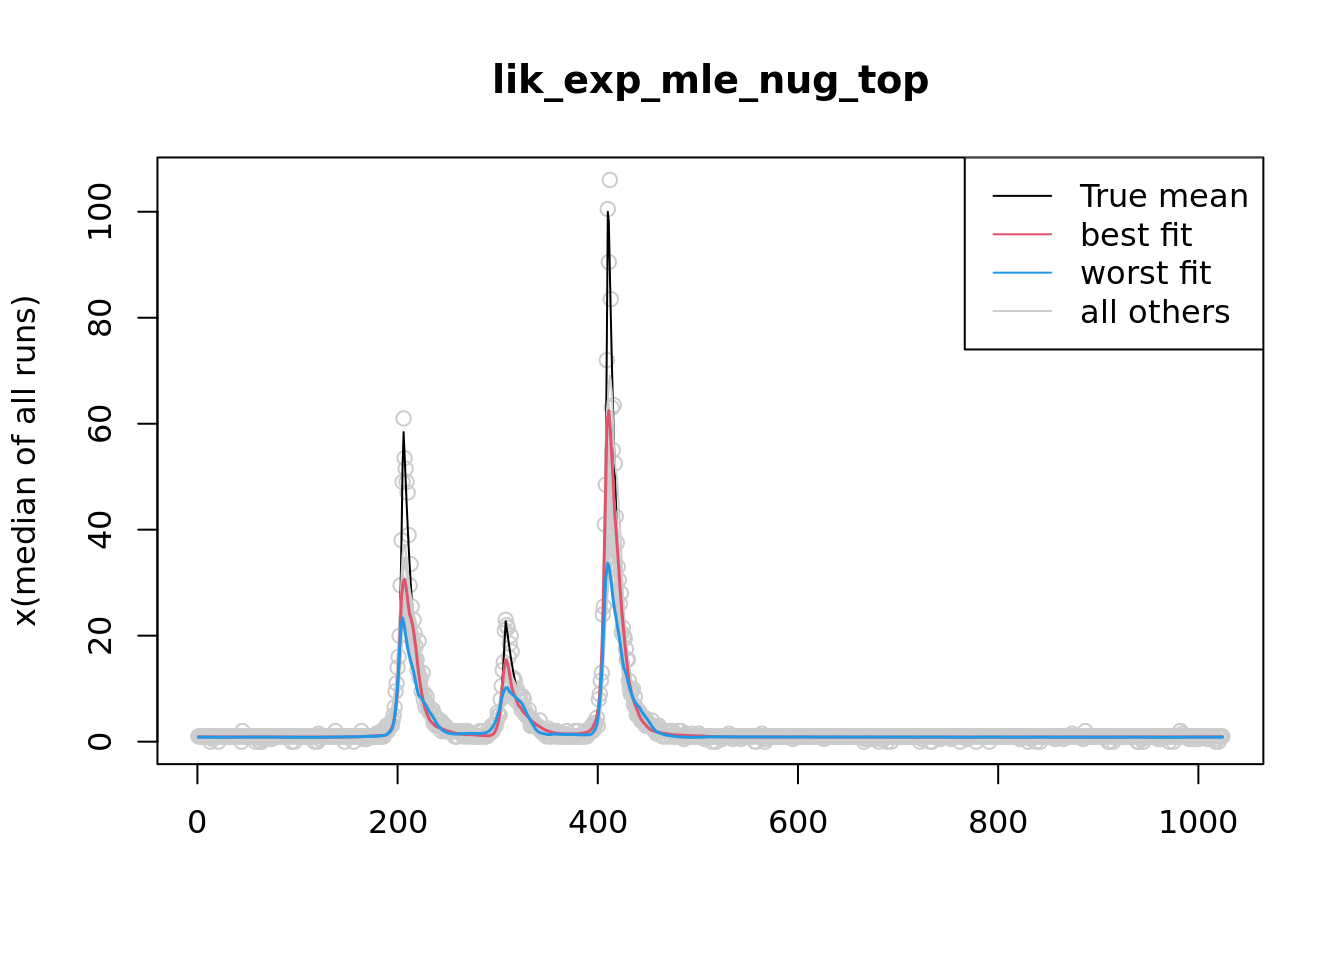 lik_exp_mle_nug_top
x(median of all runs)
100
80
60
40
20
0
True mean
best fit
worst fit
all others
0 200 400 600 800 1000